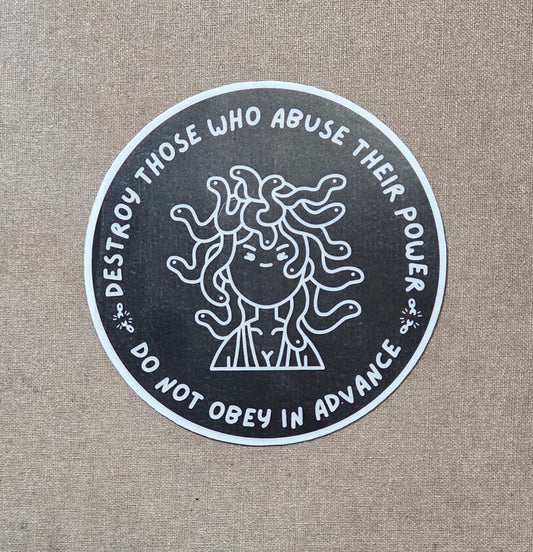 DESTROY THOSE WHO ABUSE THEIR POWER
DO NOT OBEY IN ADVANCE